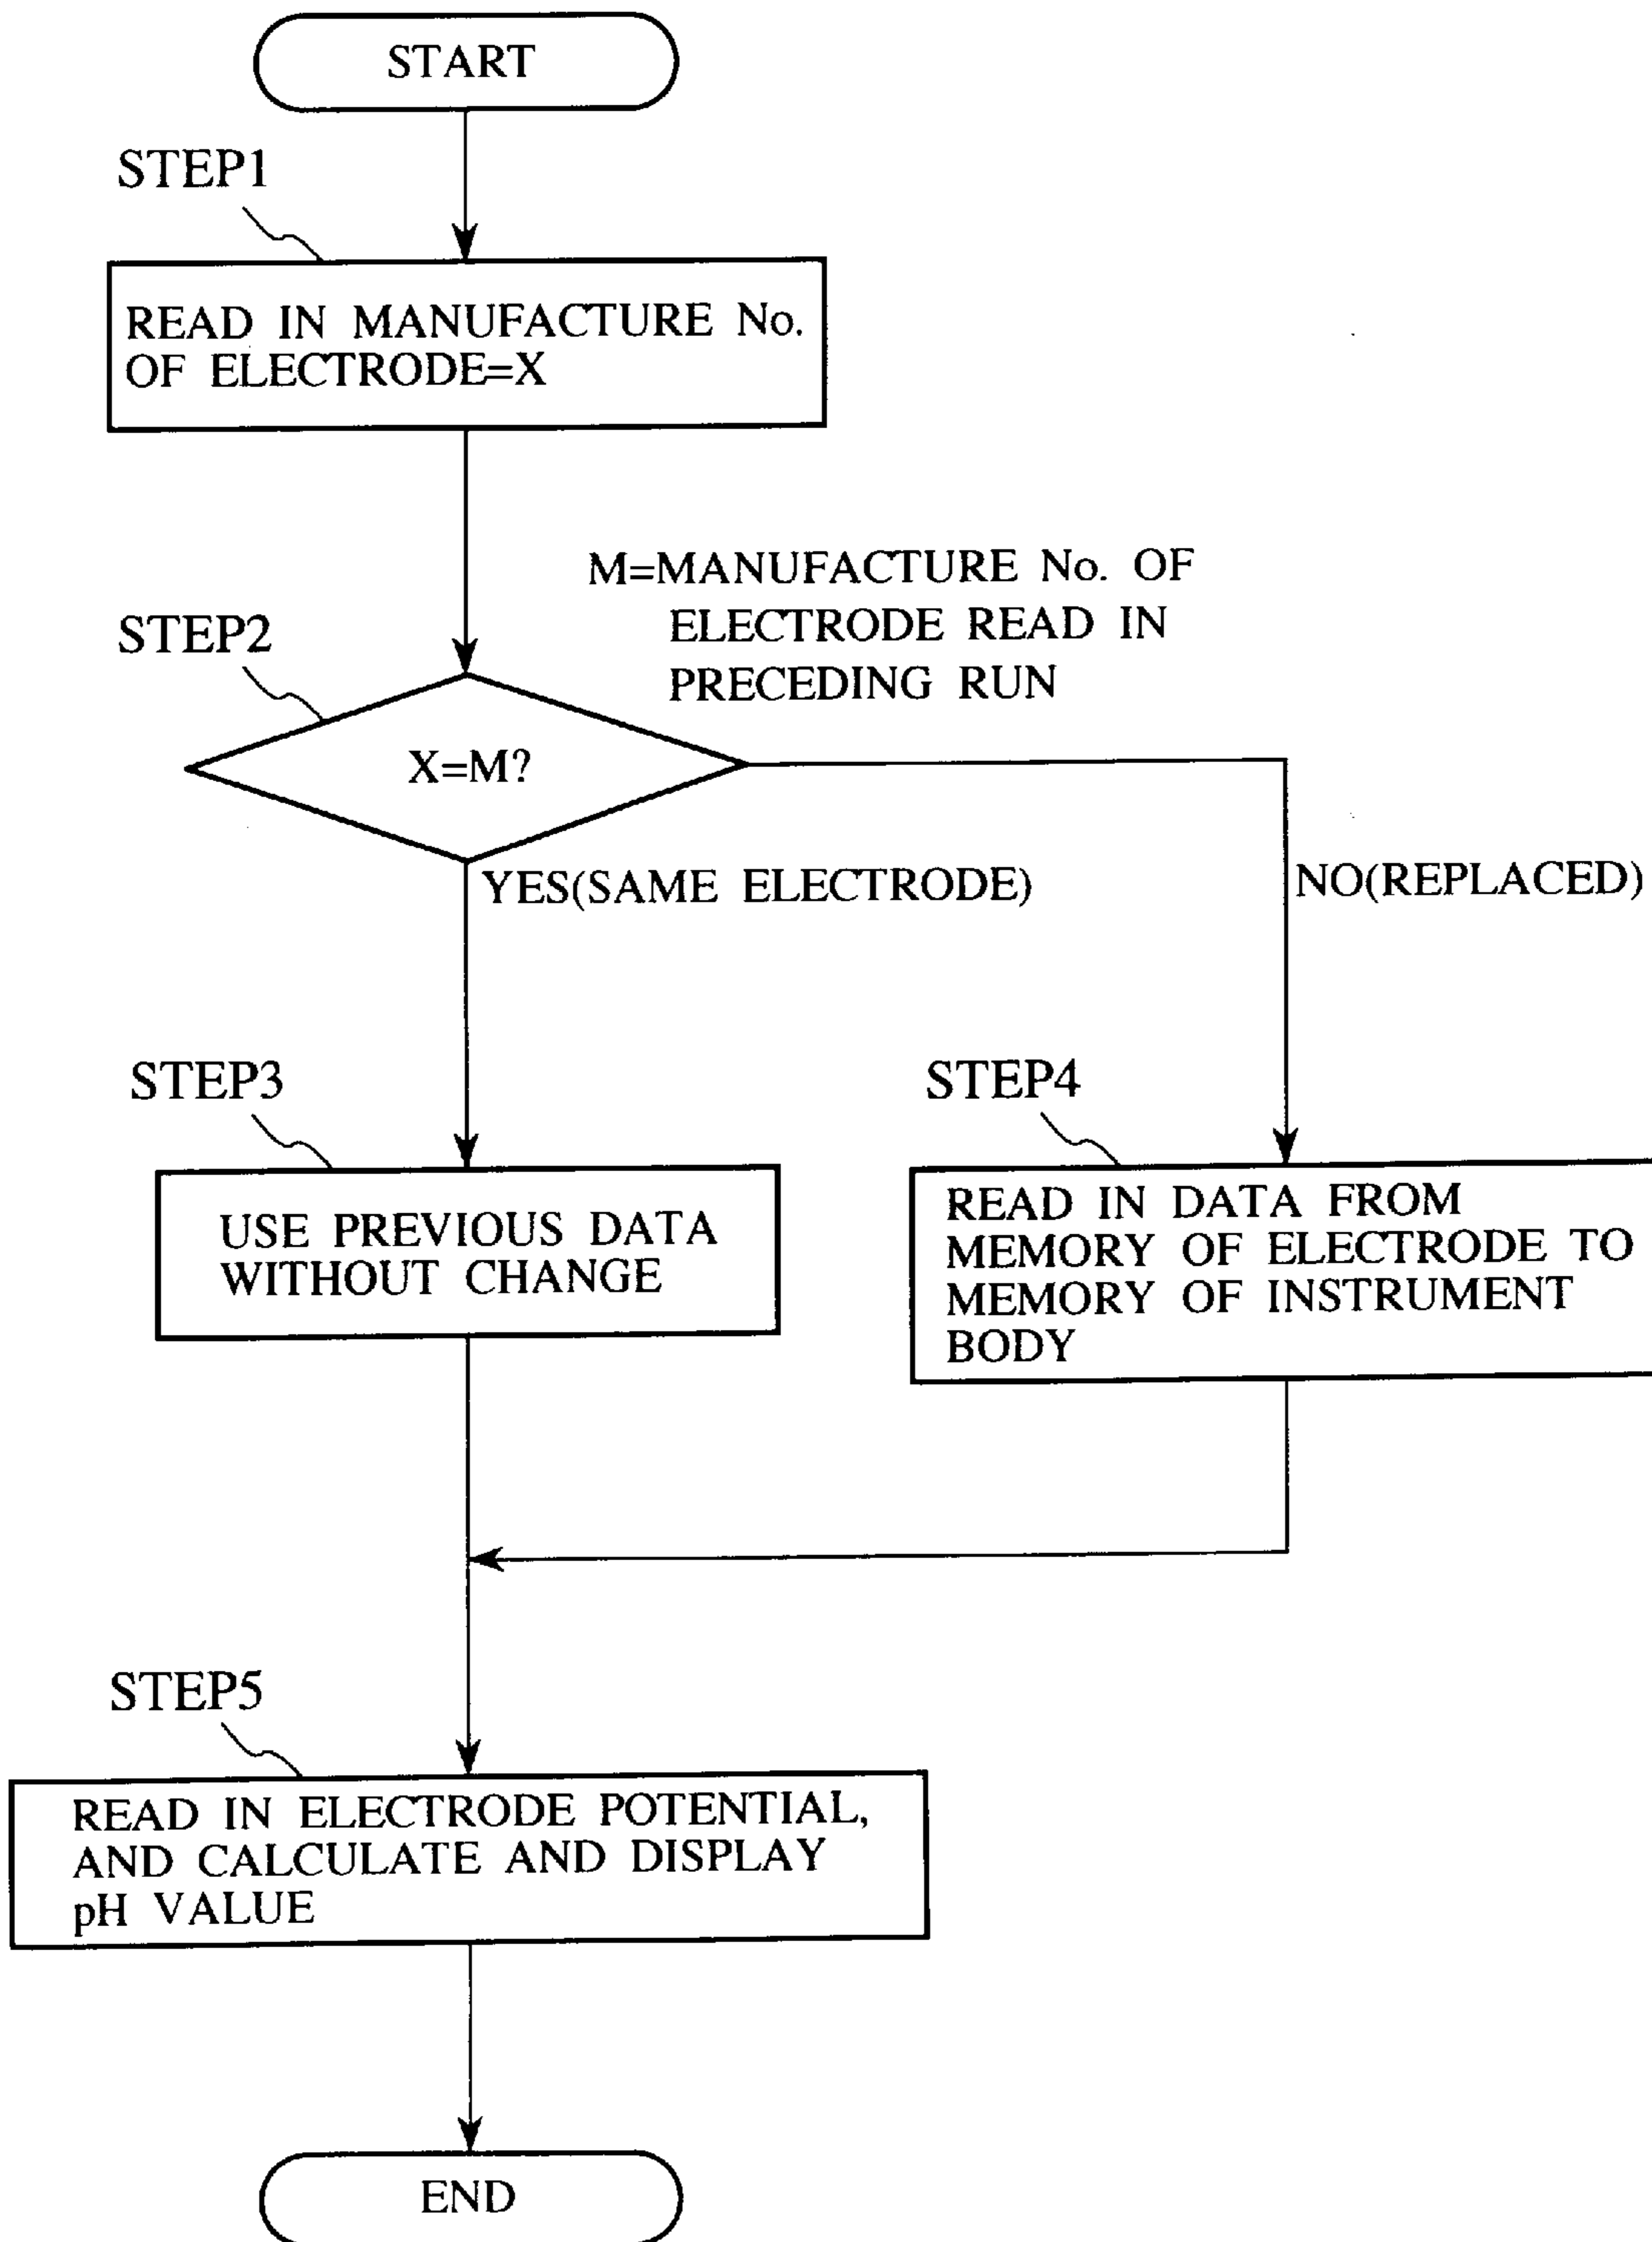 START
STEP1
READ IN MANUFACTURE No.
OF ELECTRODE=X
M=MANUFACTURE No. OF
ELECTRODE READ IN
PRECEDING RUN
STEP2
X=M?
YES(SAME ELECTRODE)
NO(REPLACED)
STEP3
USE PREVIOUS DATA
WITHOUT CHANGE
STEP4
READ IN DATA FROM
MEMORY OF ELECTRODE TO
MEMORY OF INSTRUMENT
BODY
STEP5
READ IN ELECTRODE POTENTIAL,
AND CALCULATE AND DISPLAY
pH VALUE
END